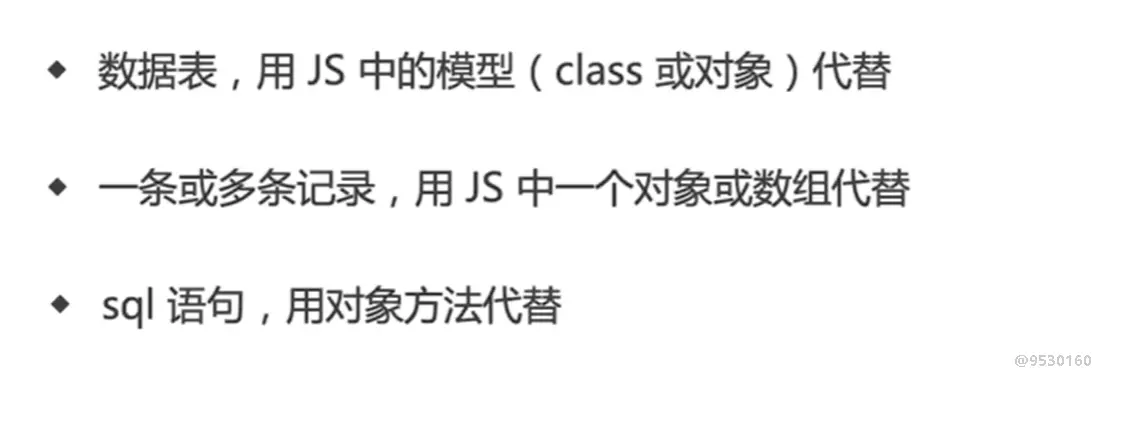 ◆ 数据表，用 JS 中的模型（class 或对象）代替
◆ 一条或多条记录，用 JS 中一个对象或数组代替
◆ sql 语句，用对象方法代替
@9530160